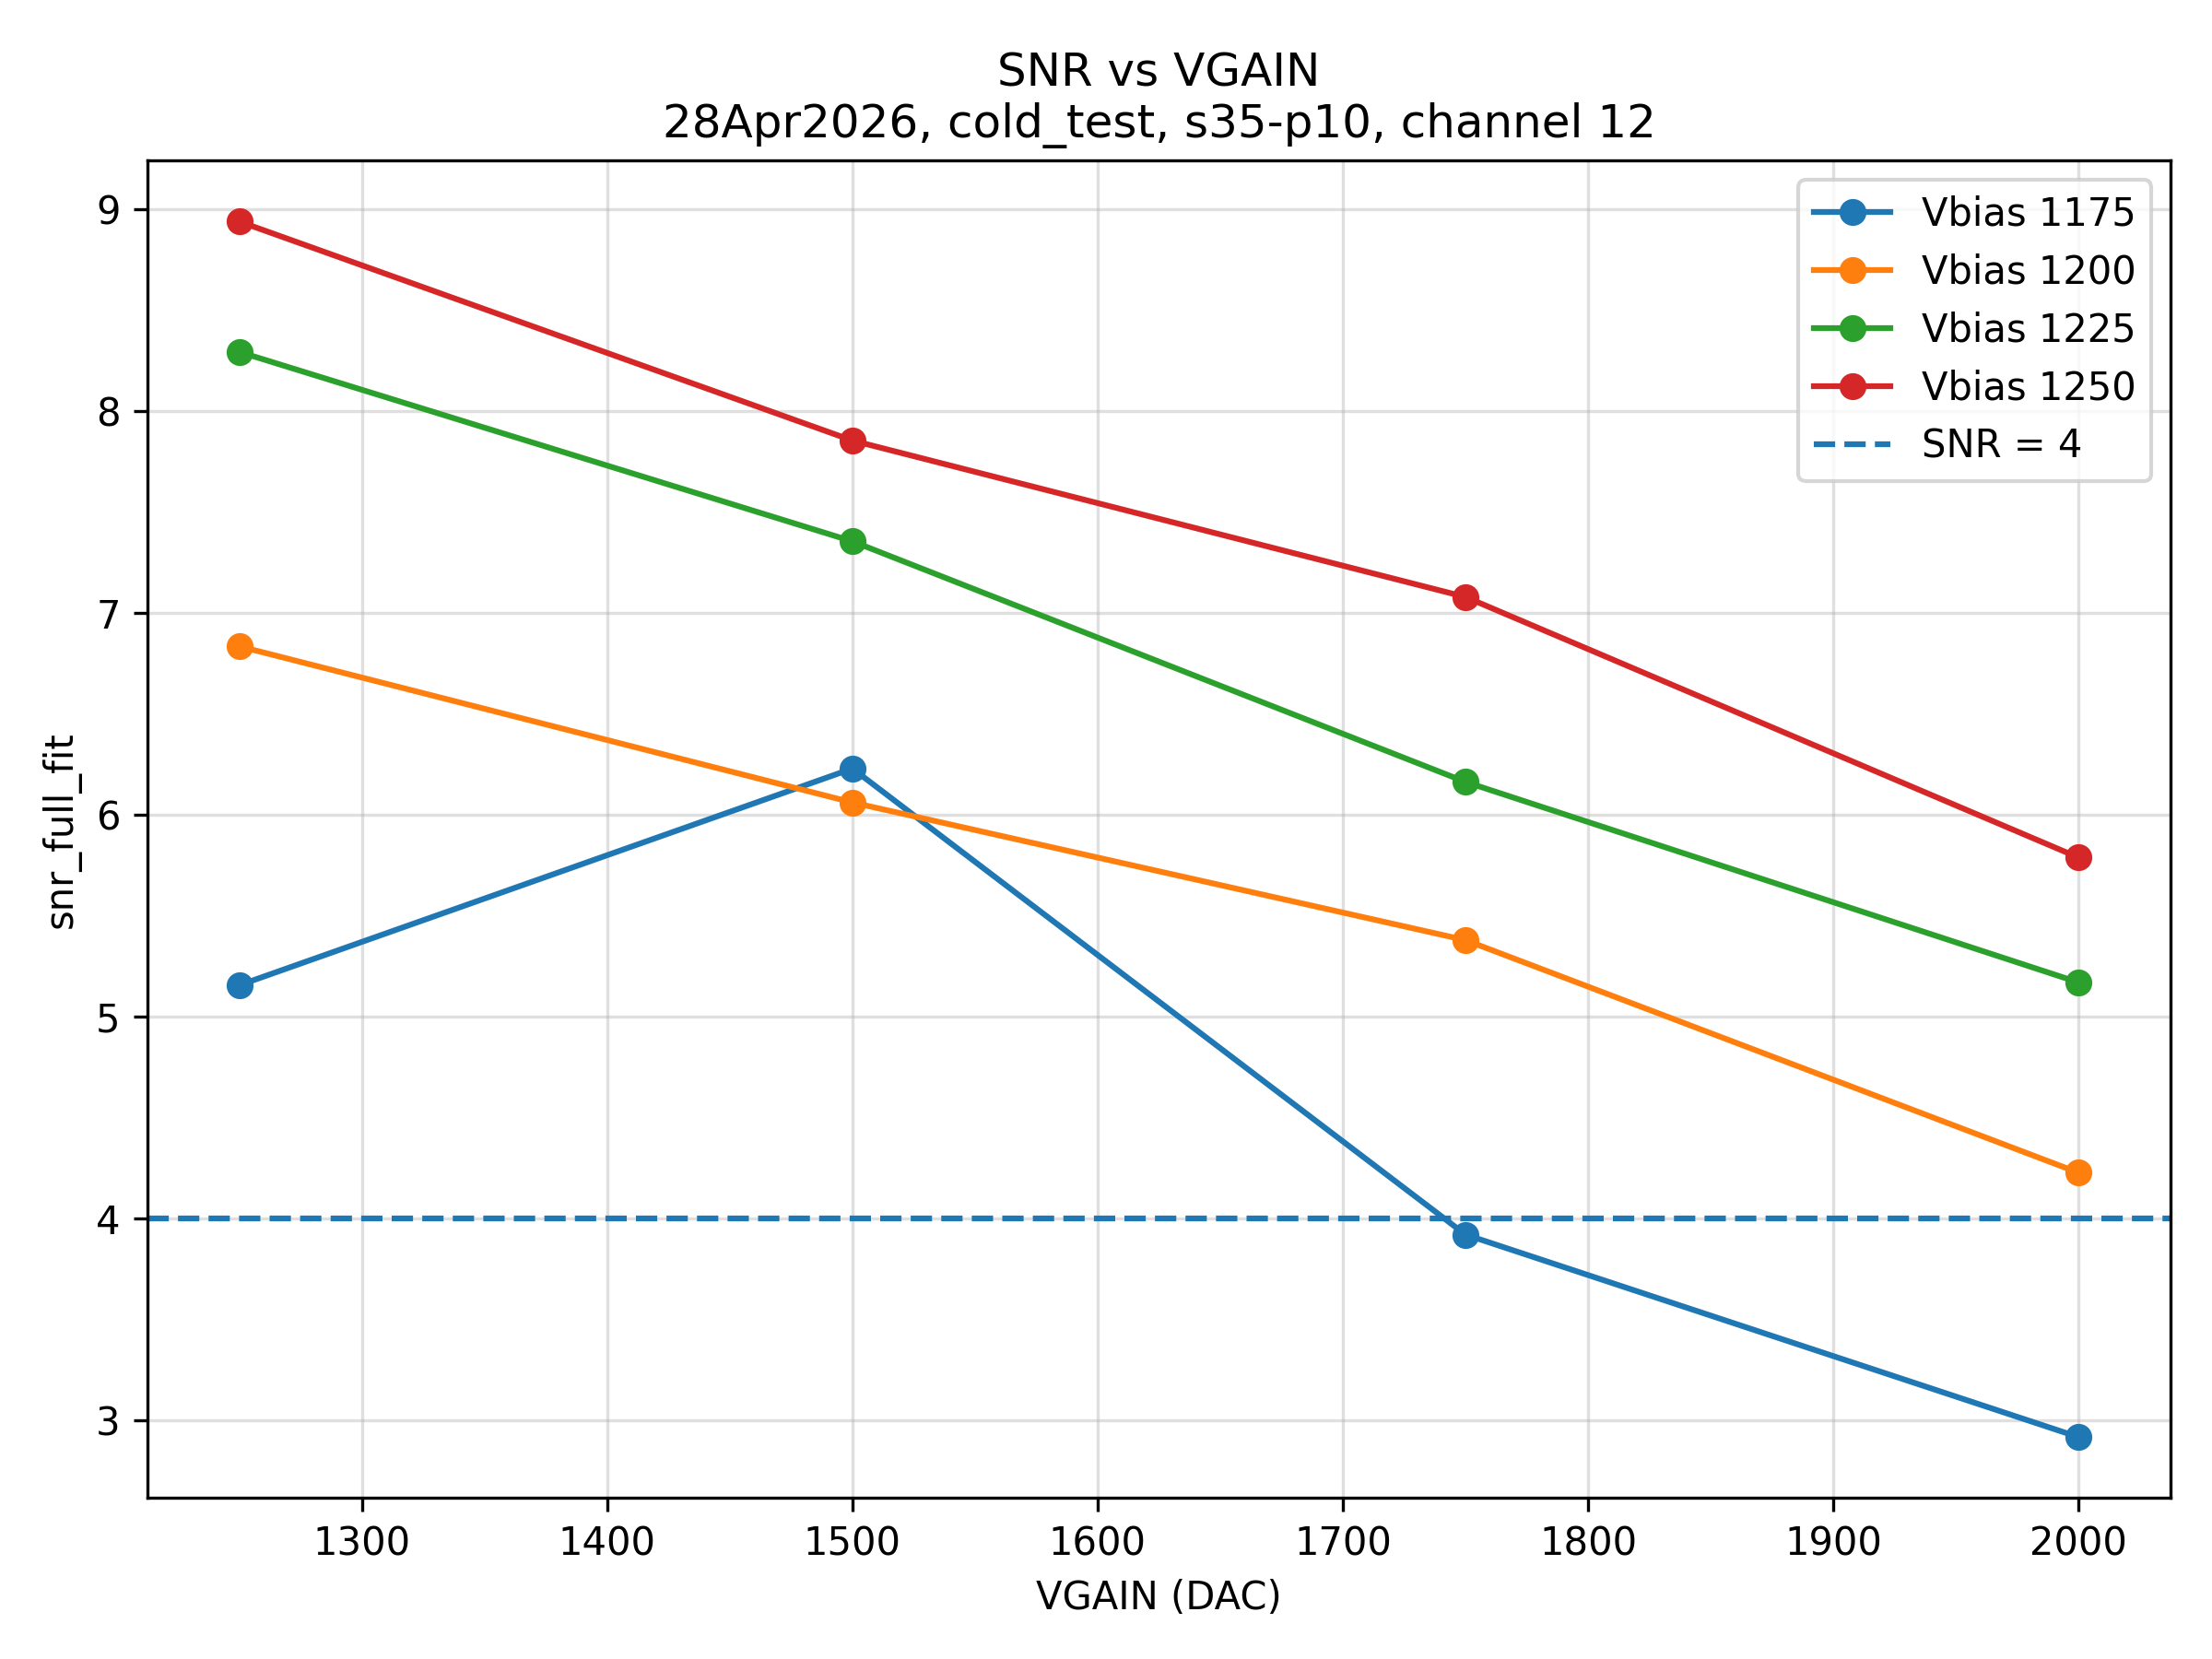 SNR vs VGAIN
28Apr2026, cold_test, s35-p10, channel 12
9
8
7
6
5
4
3
snr_full_fit
Vbias 1175
Vbias 1200
Vbias 1225
Vbias 1250
SNR = 4
1300 1400 1500 1600 1700 1800 1900 2000
VGAIN (DAC)